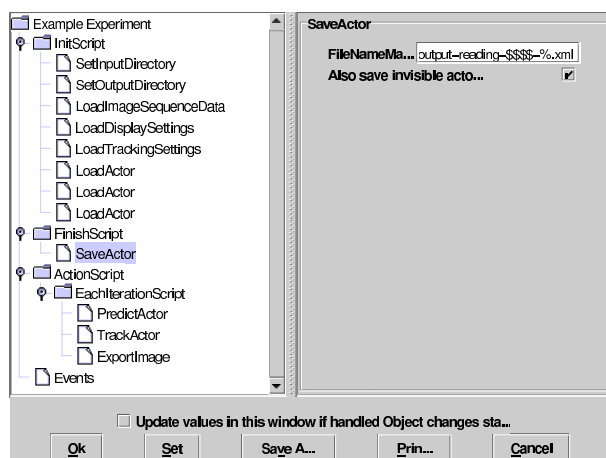 Example Experiment
InitScript
SetInputDirectory
SetOutputDirectory
LoadImageSequenceData
LoadDisplaySettings
LoadTrackingSettings
LoadActor
LoadActor
LoadActor
FinishScript
SaveActor
ActionScript
EachIterationScript
PredictActor
TrackActor
ExportImage
Events
SaveActor
FileNameMa... output-reading-$$$$-%.xml
Also save invisible acto...
Update values in this window if handled Object changes sta...
Ok Set Save A... Prin... Cancel